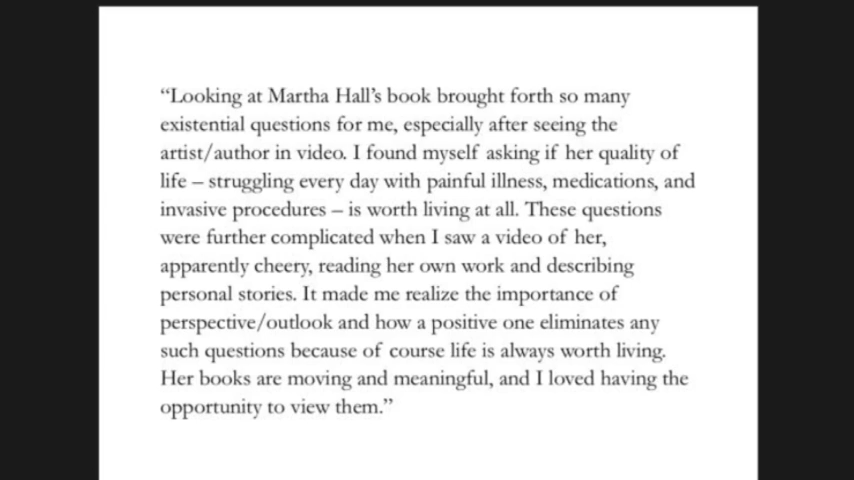 “Looking at Martha Hall’s book brought forth so many
existential questions for me, especially after seeing the
artist/author in video. I found myself asking if her quality of
life – struggling every day with painful illness, medications, and
invasive procedures – is worth living at all. These questions
were further complicated when I saw a video of her,
apparently cheery, reading her own work and describing
personal stories. It made me realize the importance of
perspective/outlook and how a positive one eliminates any
such questions because of course life is always worth living.
Her books are moving and meaningful, and I loved having the
opportunity to view them.”